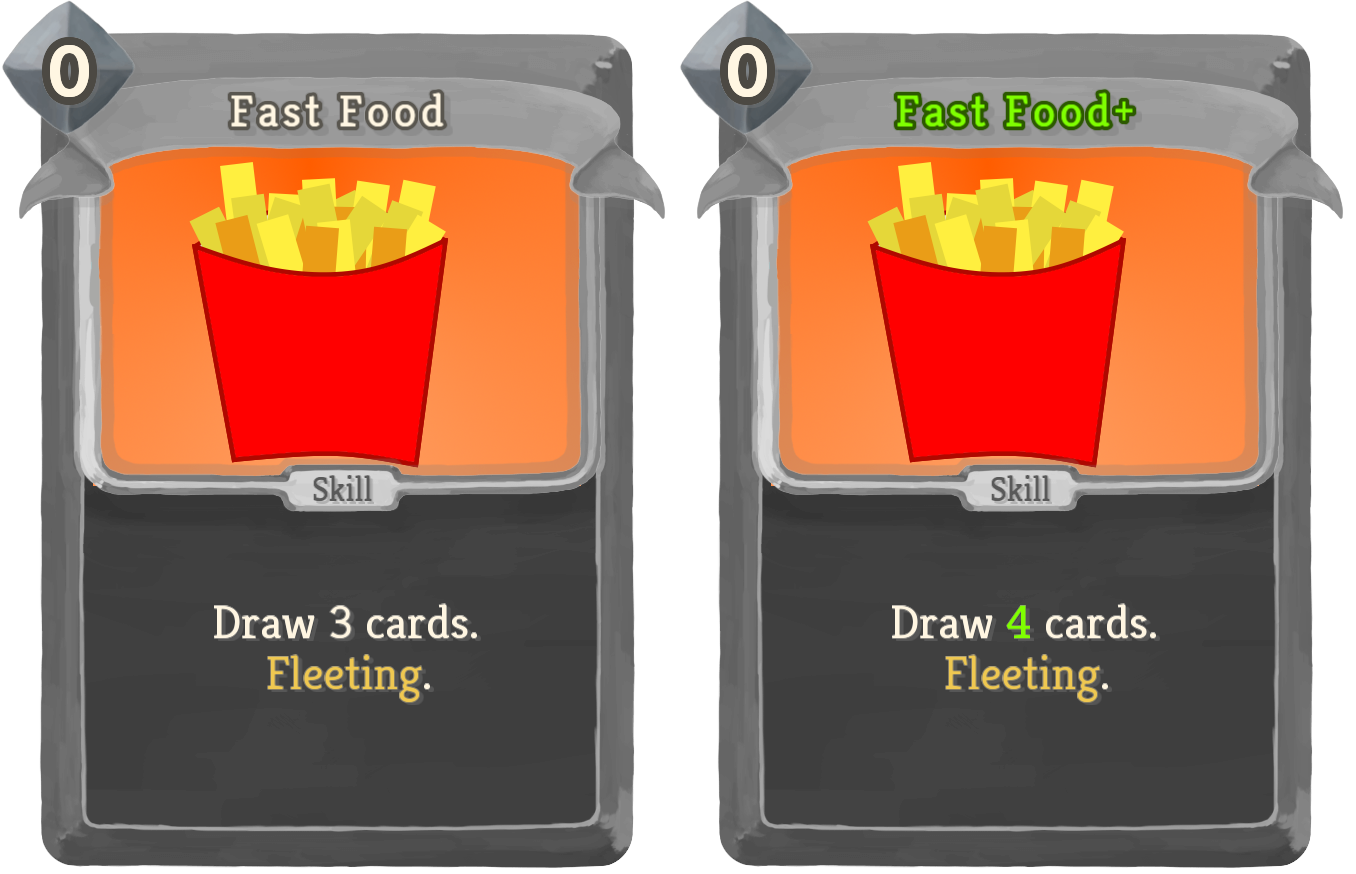 0
Fast Food
Skill
Draw 3 cards.
Fleeting.
0
Fast Food+
Skill
Draw 4 cards.
Fleeting.